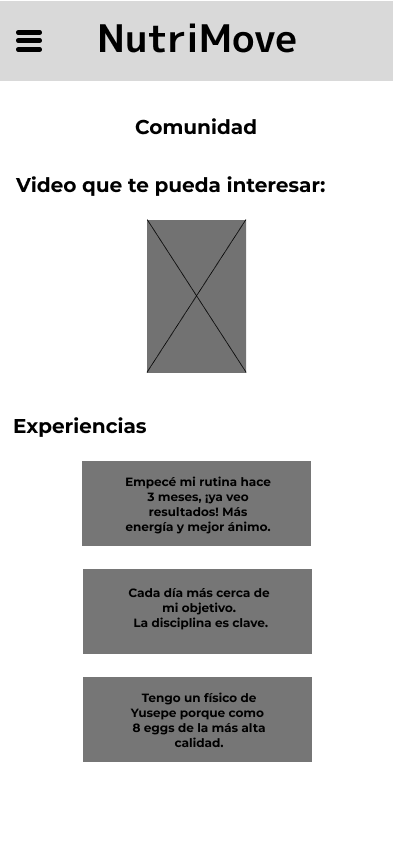 NutriMove
Comunidad
Video que te pueda interesar:
Experiencias
Empecé mi rutina hace
3 meses, ¡ya veo
resultados! Más
energía y mejor ánimo.
Cada día más cerca de
mi objetivo.
La disciplina es clave.
Tengo un físico de
Yusepe porque como
8 eggs de la más alta
calidad.